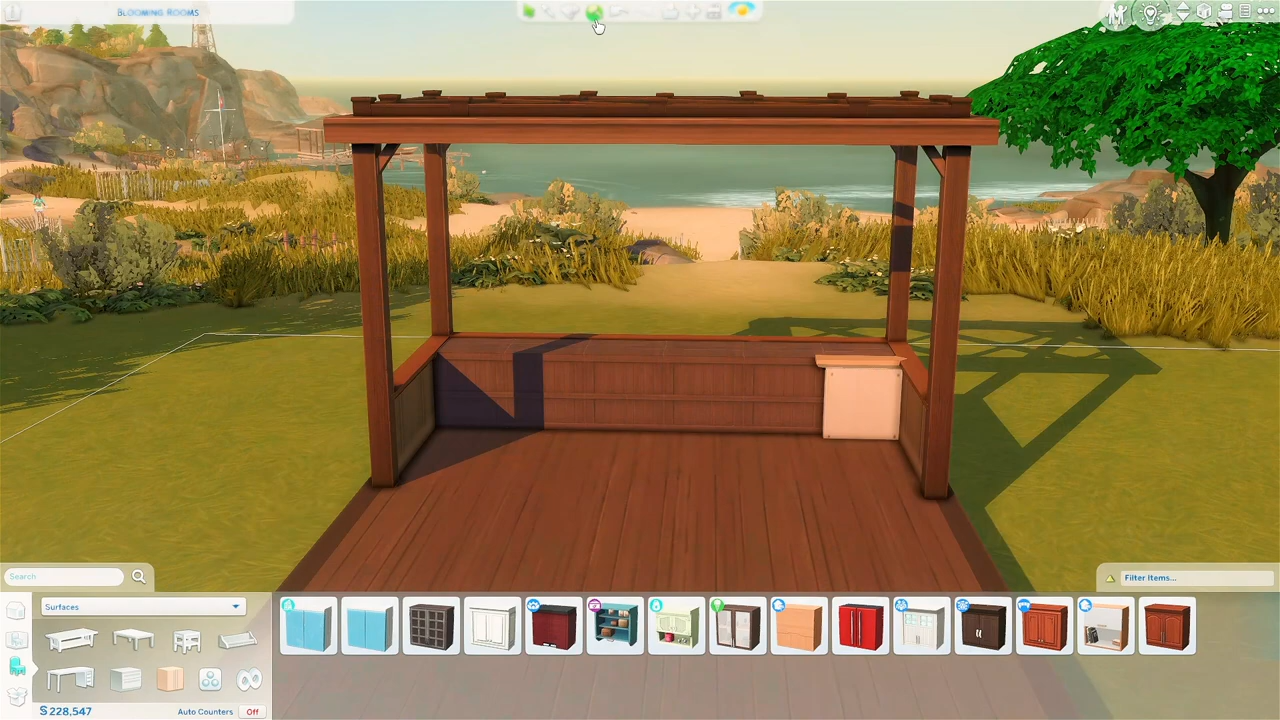 Blooming Rooms
Search
Filter Items...
Surfaces
§228,547
Auto Counters
Off